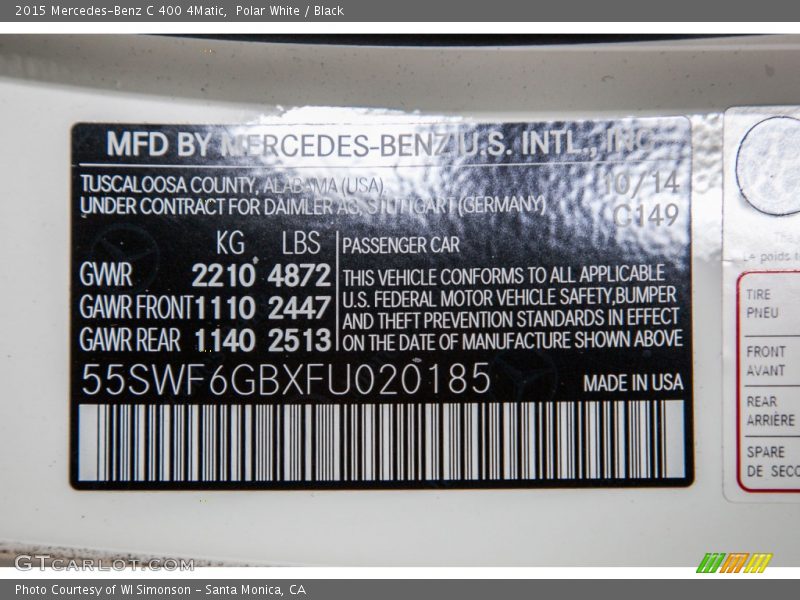 2015 Mercedes-Benz C 400 4Matic, Polar White / Black
MFD BY MERCEDES-BENZ U.S. INTL., INC
TUSCALOOSA COUNTY, ALABAMA (USA) 10/14
UNDER CONTRACT FOR DAIMLER AG, STUTTGART (GERMANY) C149
KG LBS PASSENGER CAR
GVWR 2210 4872
GAWR FRONT 1110 2447
GAWR REAR 1140 2513
THIS VEHICLE CONFORMS TO ALL APPLICABLE
U.S. FEDERAL MOTOR VEHICLE SAFETY, BUMPER
AND THEFT PREVENTION STANDARDS IN EFFECT
ON THE DATE OF MANUFACTURE SHOWN ABOVE
55SWF6GBXFU020185 MADE IN USA
The
Le poids t
TIRE
PNEU
FRONT
AVANT
REAR
ARRIÈRE
SPARE
DE SECO
GTCARLOT.COM
Photo Courtesy of WI Simonson - Santa Monica, CA